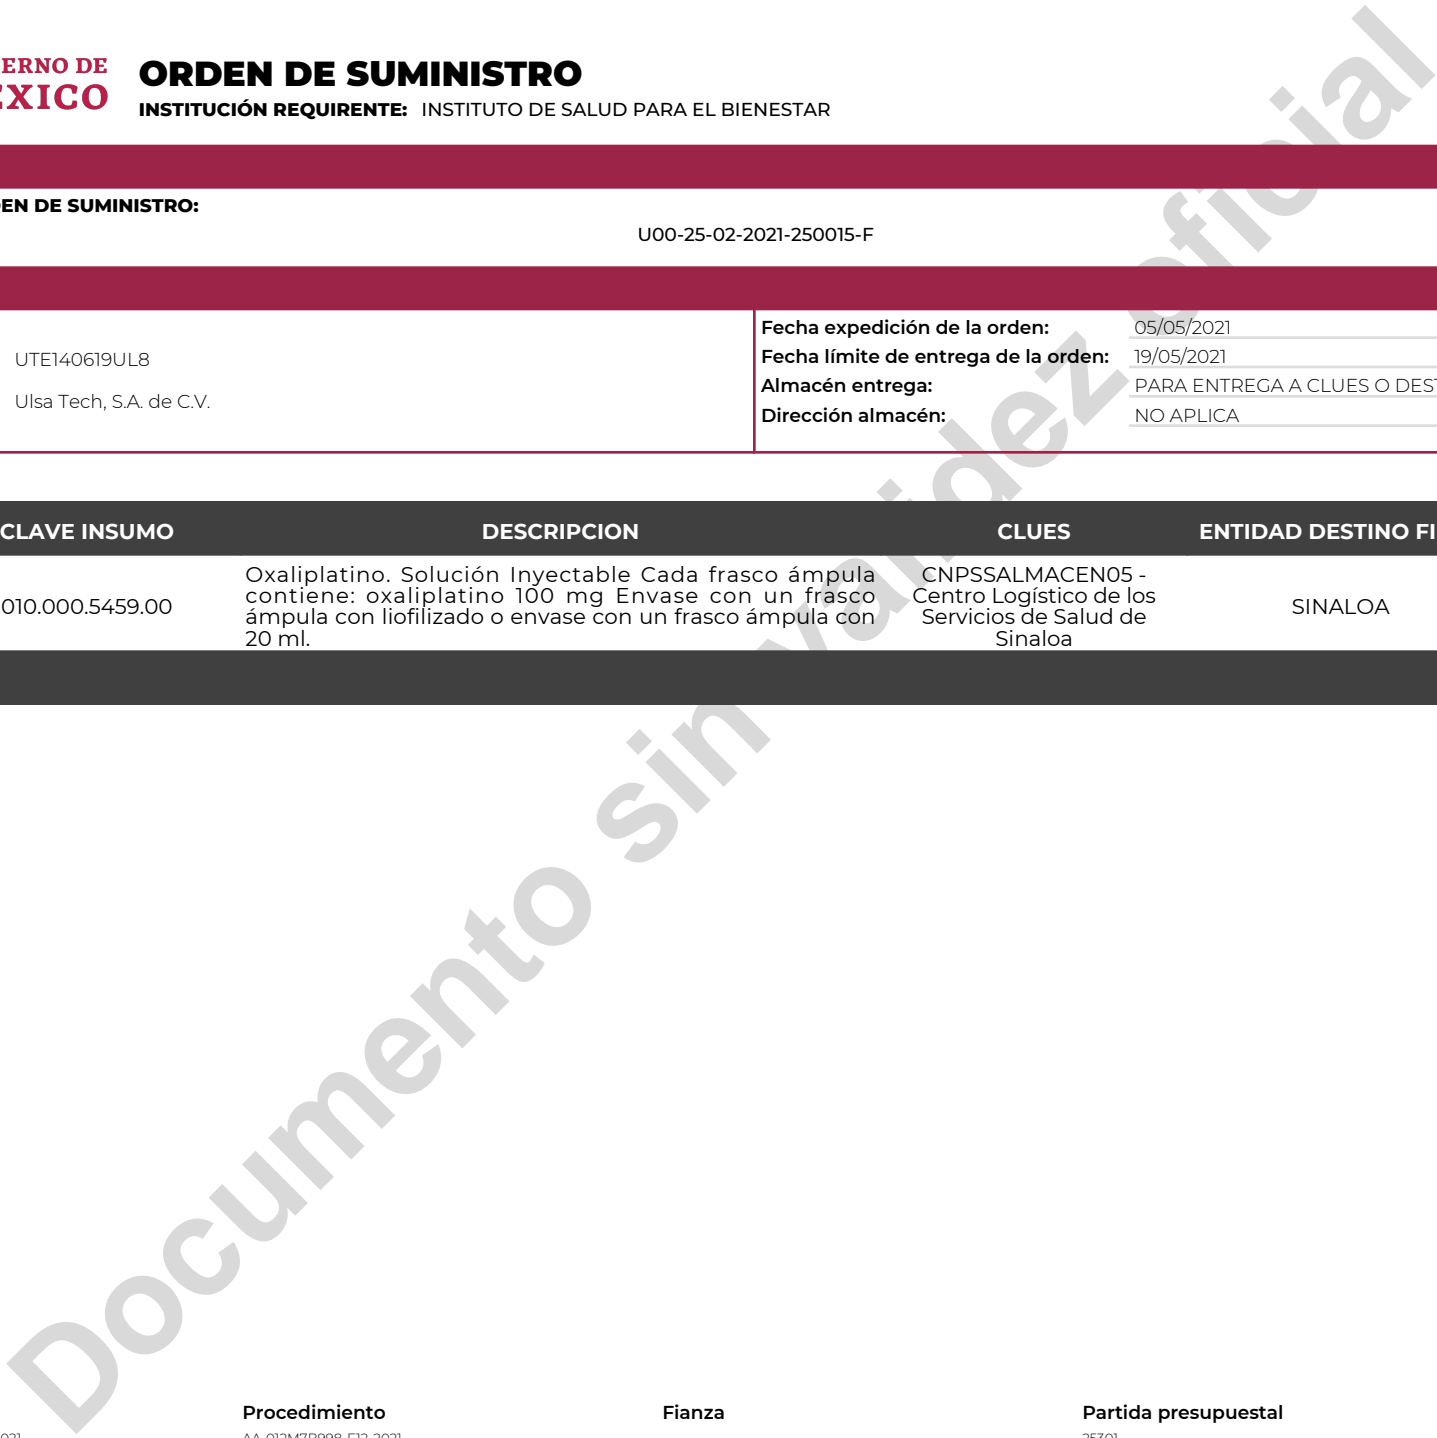 ERNO DE
EXICO
ORDEN DE SUMINISTRO
INSTITUCIÓN REQUIRENTE: INSTITUTO DE SALUD PARA EL BIENESTAR
EN DE SUMINISTRO:
U00-25-02-2021-250015-F
UTE140619UL8
Ulsa Tech, S.A. de C.V.
Fecha expedición de la orden: 05/05/2021
Fecha límite de entrega de la orden: 19/05/2021
Almacén entrega: PARA ENTREGA A CLUES O DEST
Dirección almacén: NO APLICA
CLAVE INSUMO DESCRIPCION CLUES ENTIDAD DESTINO FI
010.000.5459.00
Oxaliplatino. Solución Inyectable Cada frasco ámpula
contiene: oxaliplatino 100 mg Envase con un frasco
ámpula con liofilizado o envase con un frasco ámpula con
20 ml.
CNPSSALMACEN05 -
Centro Logístico de los
Servicios de Salud de
Sinaloa
SINALOA
Documento sin validez oficial
Procedimiento Fianza Partida presupuestal